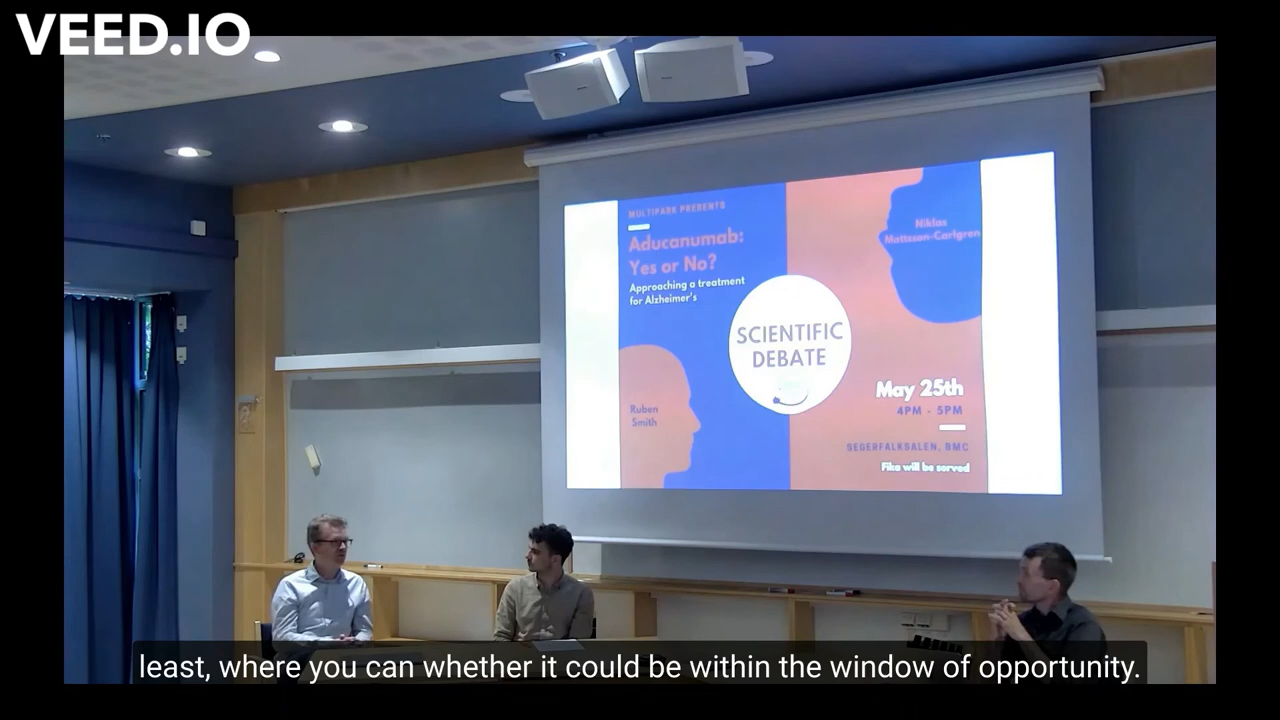 VEED.IO
MULTIPARK PRESENTS
Aducanumab:
Yes or No?
Approaching a treatment
for Alzheimer's
Niklas
Mattsson-Carlgren
SCIENTIFIC
DEBATE
Ruben
Smith
May 25th
4PM - 5PM
SEGERFALKSALEN, BMC
Fika will be served
least, where you can whether it could be within the window of opportunity.